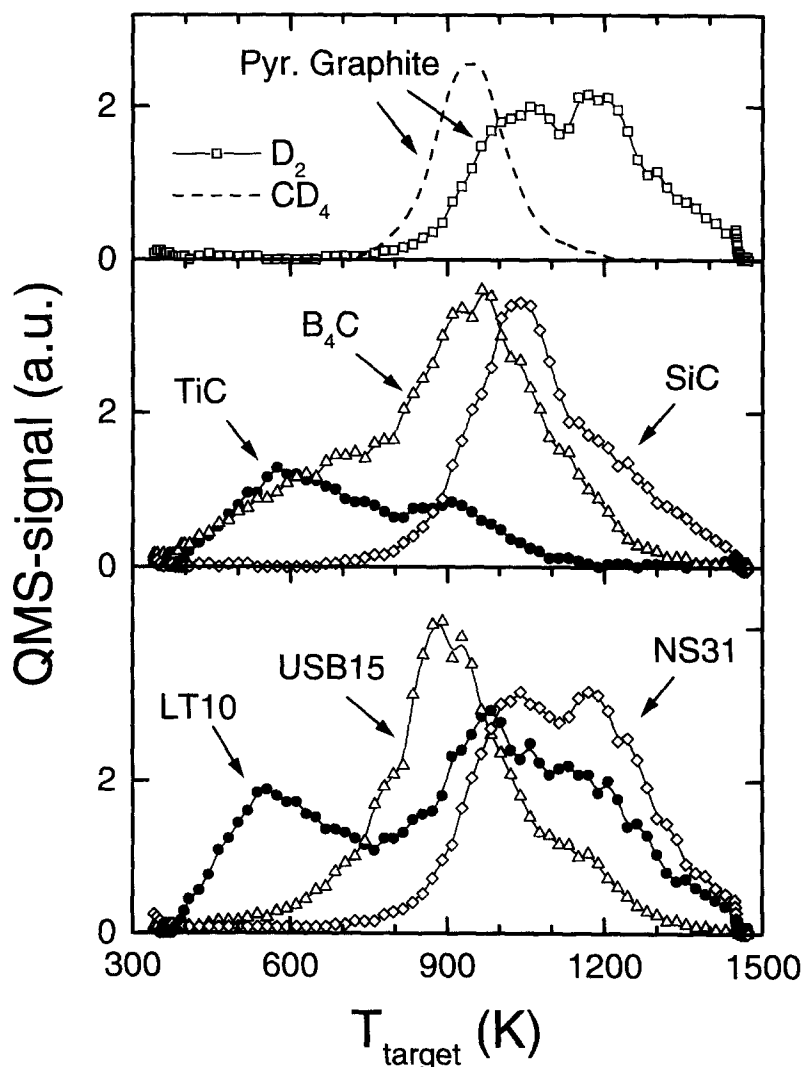 Pyr. Graphite
2
D₂
CD₄
0
B₄C
TiC
SiC
2
0
QMS-signal (a.u.)
USB15
NS31
LT10
2
0
300 600 900 1200 1500
T_target (K)